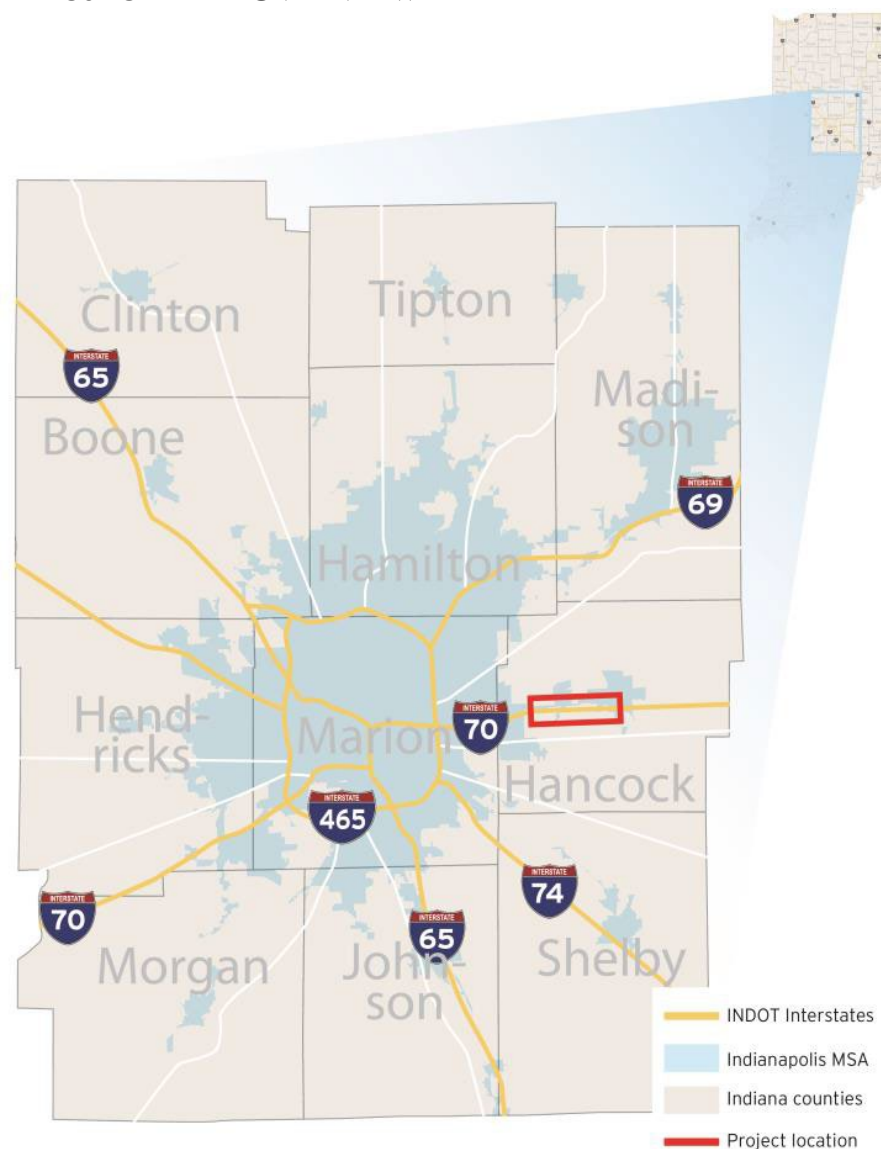 Clinton
Tipton
INTERSTATE
65
Madi-
son
Boone
INTERSTATE
69
Hamilton
Hend-
ricks
Marion
INTERSTATE
70
Hancock
INTERSTATE
465
INTERSTATE
70
INTERSTATE
74
INTERSTATE
65
Morgan
John-
son
Shelby
INDOT Interstates
Indianapolis MSA
Indiana counties
Project location